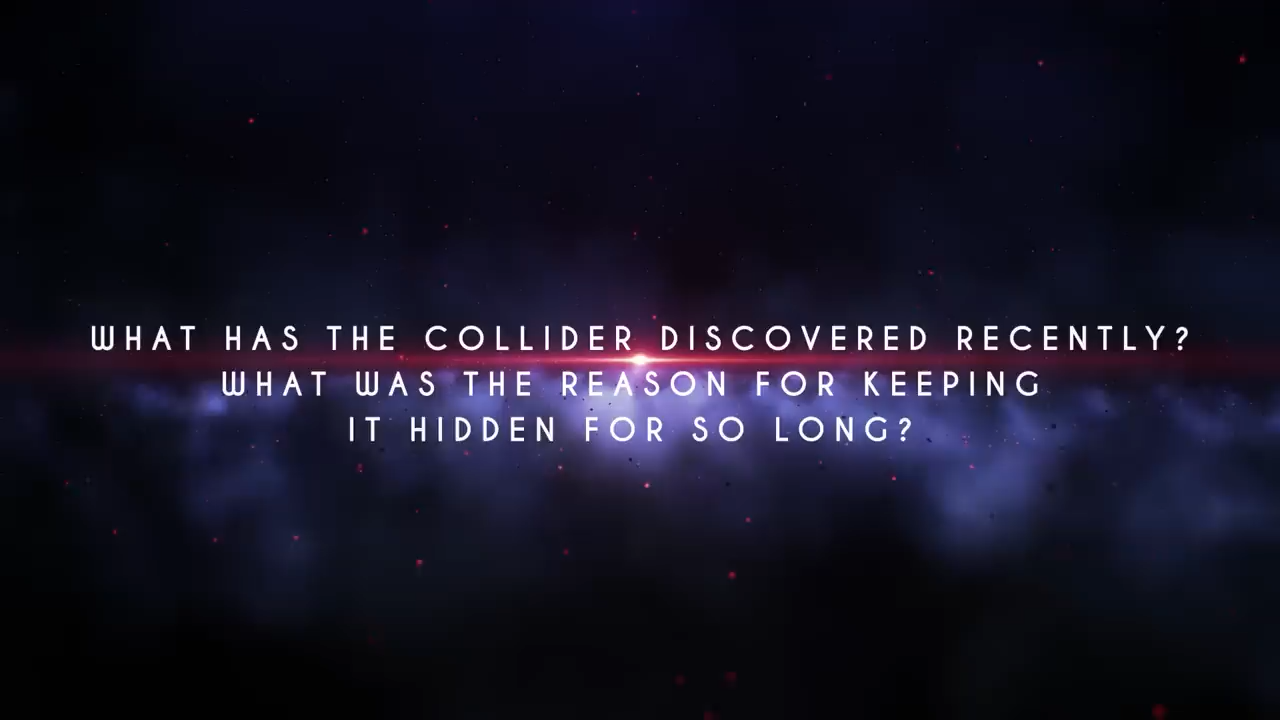 WHAT HAS THE COLLIDER DISCOVERED RECENTLY?
WHAT WAS THE REASON FOR KEEPING
IT HIDDEN FOR SO LONG?